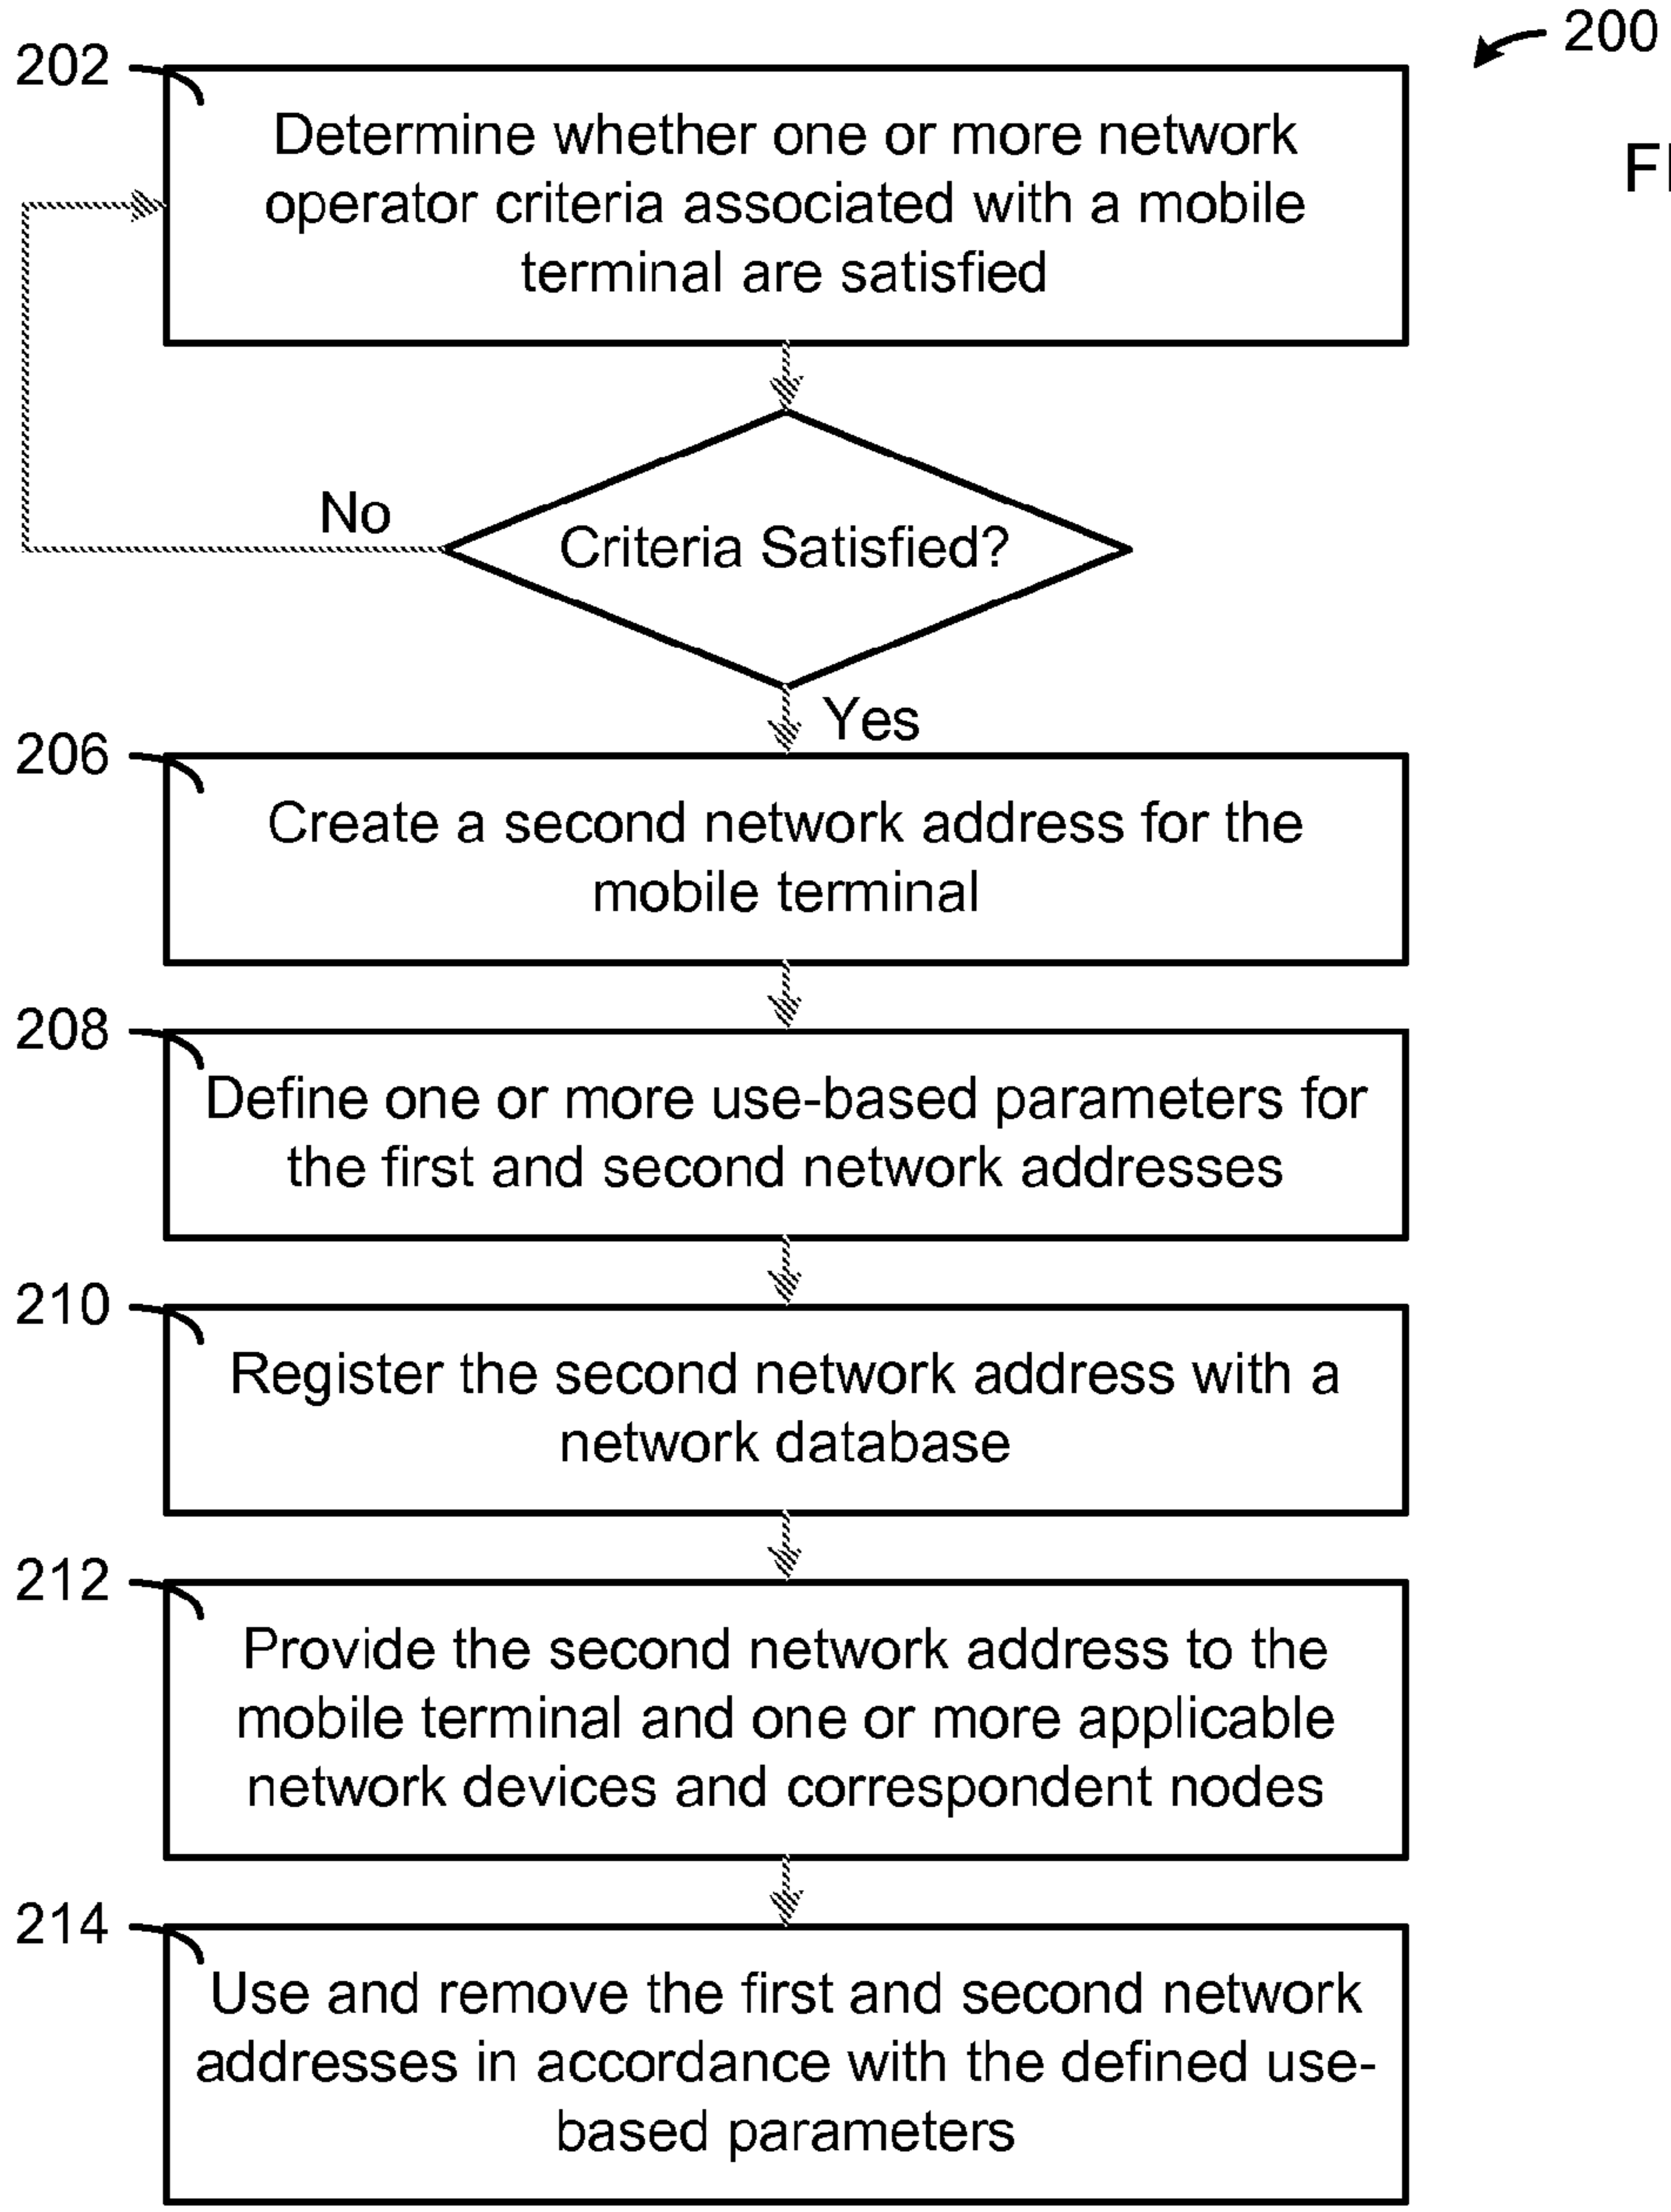 200
FI
202
Determine whether one or more network
operator criteria associated with a mobile
terminal are satisfied
No
Criteria Satisfied?
Yes
206
Create a second network address for the
mobile terminal
208
Define one or more use-based parameters for
the first and second network addresses
210
Register the second network address with a
network database
212
Provide the second network address to the
mobile terminal and one or more applicable
network devices and correspondent nodes
214
Use and remove the first and second network
addresses in accordance with the defined use-
based parameters